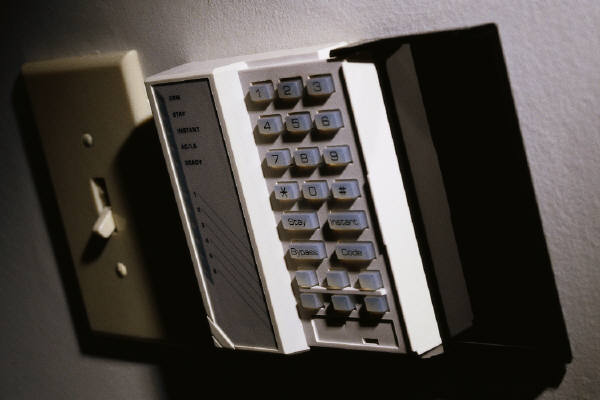 ARM
STAY
INSTANT
AC/LB
READY
1
1 2 3
4 5 6
7 8 9
* 0 #
Stay Instant
Bypass Code